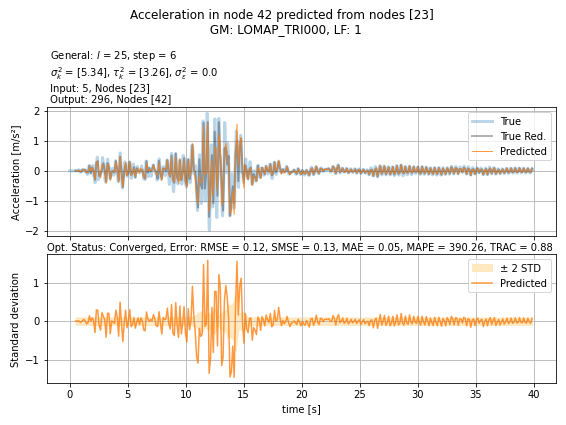 Acceleration in node 42 predicted from nodes [23]
GM: LOMAP_TRI000, LF: 1
General: l = 25, step = 6
σ²ₖ = [5.34], τ²ₖ = [3.26], σ²ε = 0.0
Input: 5, Nodes [23]
Output: 296, Nodes [42]
Acceleration [m/s²]
2
1
0
−1
−2
True
True Red.
Predicted
Opt. Status: Converged, Error: RMSE = 0.12, SMSE = 0.13, MAE = 0.05, MAPE = 390.26, TRAC = 0.88
Standard deviation
1
0
−1
± 2 STD
Predicted
0 5 10 15 20 25 30 35 40
time [s]